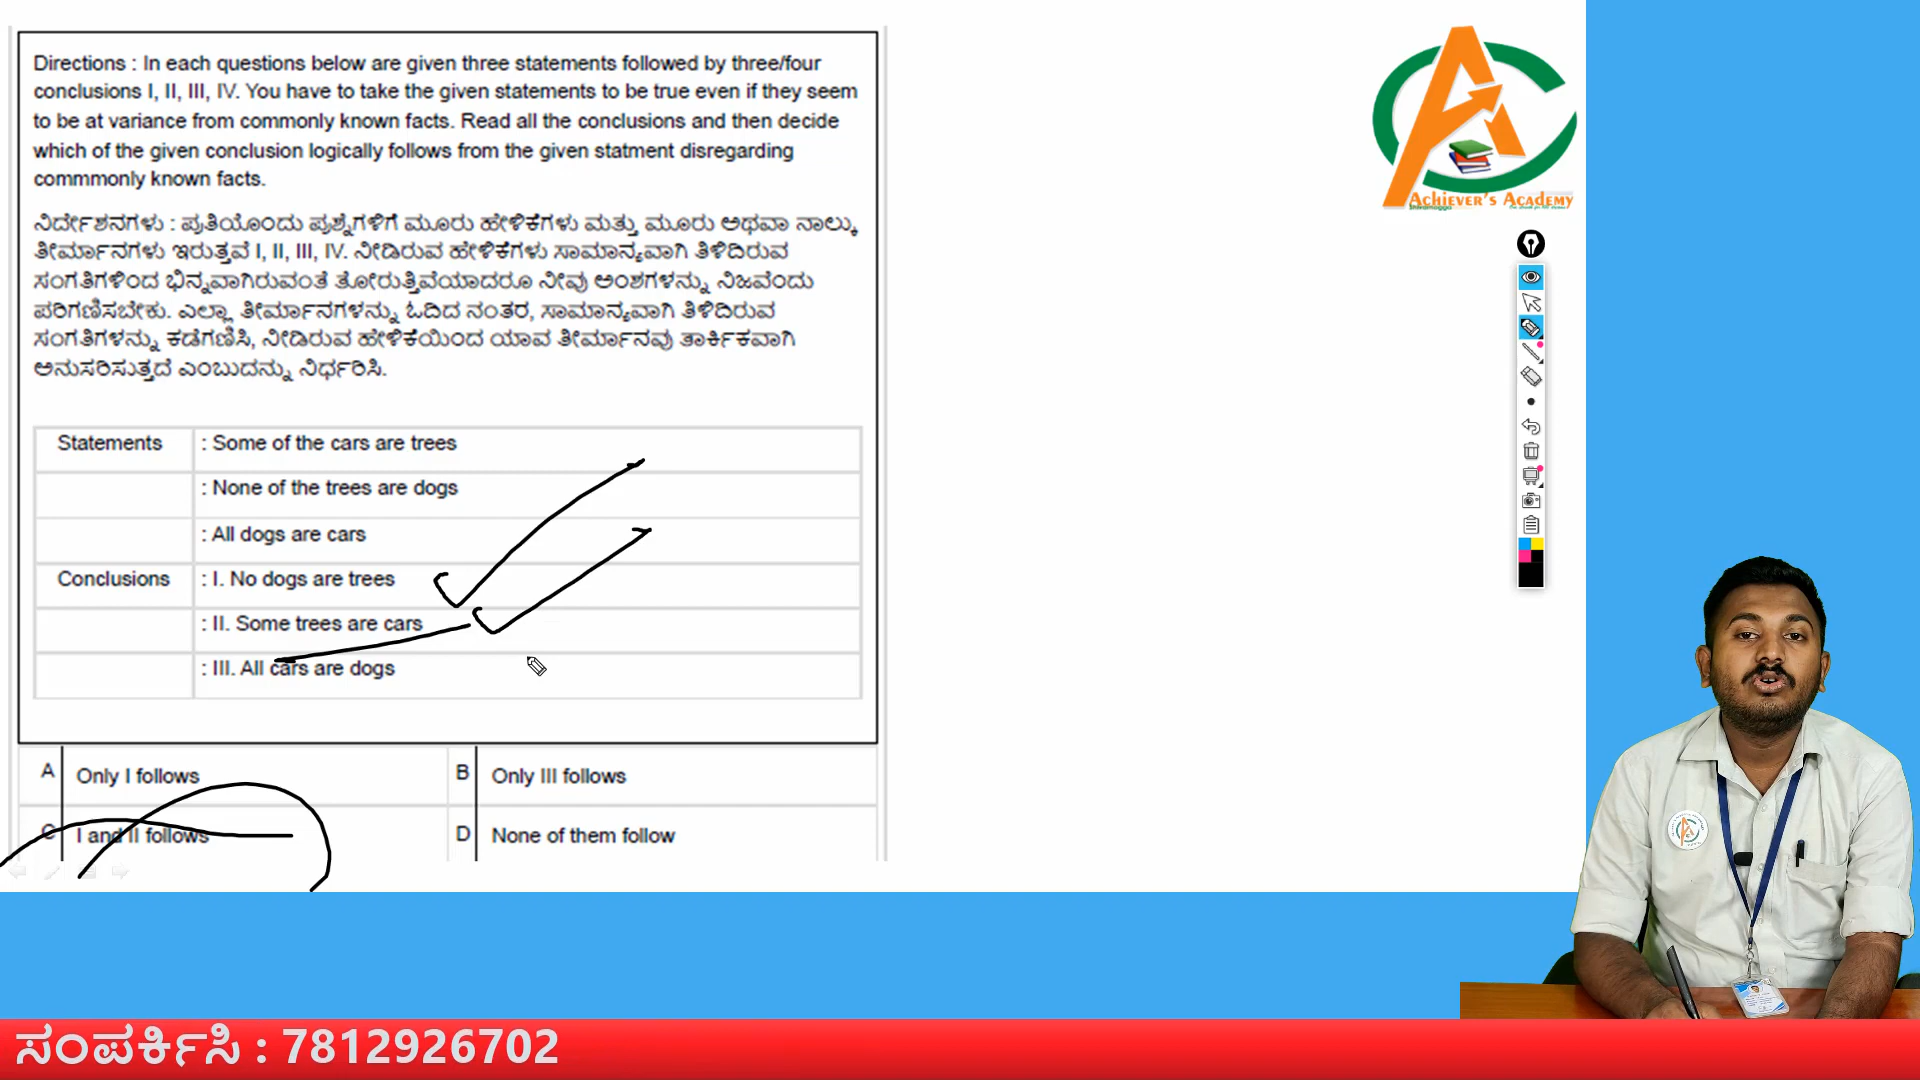 Directions : In each questions below are given three statements followed by three/four
conclusions I, II, III, IV. You have to take the given statements to be true even if they seem
to be at variance from commonly known facts. Read all the conclusions and then decide
which of the given conclusion logically follows from the given statment disregarding
commmonly known facts.
ನಿರ್ದೇಶನಗಳು : ಪ್ರತಿಯೊಂದು ಪ್ರಶ್ನೆಗಳಿಗೆ ಮೂರು ಹೇಳಿಕೆಗಳು ಮತ್ತು ಮೂರು ಅಥವಾ ನಾಲ್ಕು
ತೀರ್ಮಾನಗಳು ಇರುತ್ತವೆ I, II, III, IV. ನೀಡಿರುವ ಹೇಳಿಕೆಗಳು ಸಾಮಾನ್ಯವಾಗಿ ತಿಳಿದಿರುವ
ಸಂಗತಿಗಳಿಂದ ಭಿನ್ನವಾಗಿರುವಂತೆ ತೋರುತ್ತಿವೆಯಾದರೂ ನೀವು ಅಂಶಗಳನ್ನು ನಿಜವೆಂದು
ಪರಿಗಣಿಸಬೇಕು. ಎಲ್ಲಾ ತೀರ್ಮಾನಗಳನ್ನು ಓದಿದ ನಂತರ, ಸಾಮಾನ್ಯವಾಗಿ ತಿಳಿದಿರುವ
ಸಂಗತಿಗಳನ್ನು ಕಡೆಗಣಿಸಿ, ನೀಡಿರುವ ಹೇಳಿಕೆಯಿಂದ ಯಾವ ತೀರ್ಮಾನವು ತಾರ್ಕಿಕವಾಗಿ
ಅನುಸರಿಸುತ್ತದೆ ಎಂಬುದನ್ನು ನಿರ್ಧರಿಸಿ.
Statements : Some of the cars are trees
: None of the trees are dogs
: All dogs are cars
Conclusions : I. No dogs are trees
: II. Some trees are cars
: III. All cars are dogs
A Only I follows B Only III follows
C I and II follows D None of them follow
ACHIEVER'S ACADEMY
ಸಂಪರ್ಕಿಸಿ : 7812926702